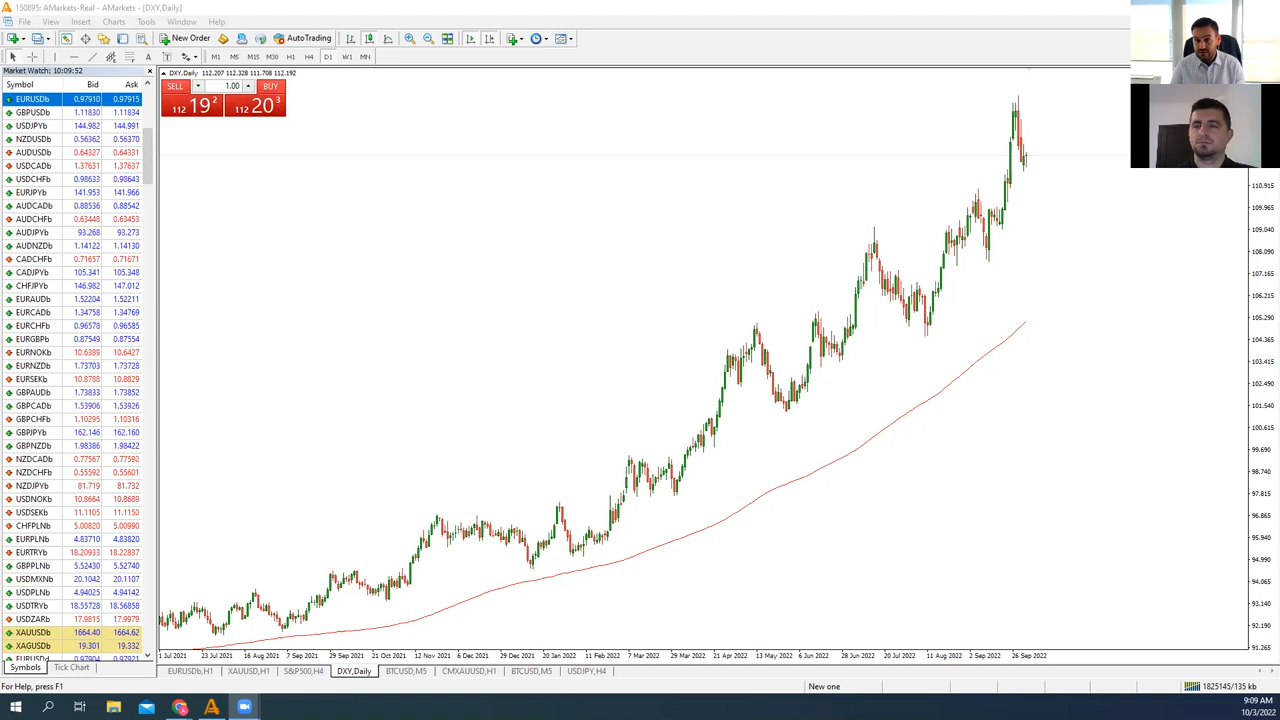 150895: AMarkets-Real - AMarkets - [DXY,Daily]
File View Insert Charts Tools Window Help
New Order AutoTrading
M1 M5 M15 M30 H1 H4 D1 W1 MN
Market Watch: 10:09:52
Symbol Bid Ask
EURUSDb 0.97910 0.97915
GBPUSDb 1.11830 1.11834
USDJPYb 144.982 144.991
NZDUSDb 0.56362 0.56370
AUDUSDb 0.64327 0.64331
USDCADb 1.37631 1.37637
USDCHFb 0.98643 0.98643
EURJPYb 141.953 141.966
AUDCADb 0.88536 0.88542
AUDCHFb 0.63448 0.63453
AUDJPYb 93.268 93.273
AUDNZDb 1.14122 1.14130
CADCHFb 0.71657 0.71671
CADJPYb 105.341 105.348
CHFJPYb 146.982 147.012
EURAUDb 1.52204 1.52211
EURCADb 1.34758 1.34769
EURCHFb 0.96578 0.96585
EURGBPb 0.87549 0.87554
EURNOKb 10.6389 10.6427
EURNZDb 1.73703 1.73728
EURSEKb 10.8788 10.8829
GBPAUDb 1.73833 1.73852
GBPCADb 1.53906 1.53926
GBPCHFb 1.10295 1.10316
GBPJPYb 162.146 162.160
GBPNZDb 1.98386 1.98422
NZDCADb 0.77567 0.77592
NZDCHFb 0.55592 0.55601
NZDJPYb 81.719 81.732
USDNOKb 10.8664 10.8689
USDSEKb 11.1105 11.1150
CHFPLNb 5.00820 5.00990
EURPLNb 4.83710 4.83820
EURTRYb 18.20933 18.22837
GBPPLNb 5.52430 5.52740
USDMXNb 20.1042 20.1107
USDPLNb 4.94025 4.94142
USDTRYb 18.55728 18.56858
USDZARb 17.9815 17.9979
XAUUSDb 1664.40 1664.62
XAGUSDb 19.301 19.332
EURUSDd 0.97904 0.97921
Symbols Tick Chart
DXY,Daily 112.207 112.328 111.708 112.192
SELL 1.00 BUY
112 19 2 112 20 3
110.915
109.965
109.040
108.090
107.165
106.215
105.290
104.365
103.415
102.490
101.540
100.615
99.690
98.740
97.815
96.865
95.940
94.990
94.065
93.140
92.190
91.265
1 Jul 2021 23 Jul 2021 16 Aug 2021 7 Sep 2021 29 Sep 2021 21 Oct 2021 12 Nov 2021 6 Dec 2021 29 Dec 2021 20 Jan 2022 11 Feb 2022 7 Mar 2022 29 Mar 2022 21 Apr 2022 13 May 2022 6 Jun 2022 28 Jun 2022 20 Jul 2022 11 Aug 2022 2 Sep 2022 26 Sep 2022
EURUSDb,H1 XAUUSD,H1 S&P500,H4 DXY,Daily BTCUSD,M5 CMXAUUSD,H1 BTCUSD,M5 USDJPY,H4
For Help, press F1 New one 1825145/135 kb
9:09 AM
10/3/2022